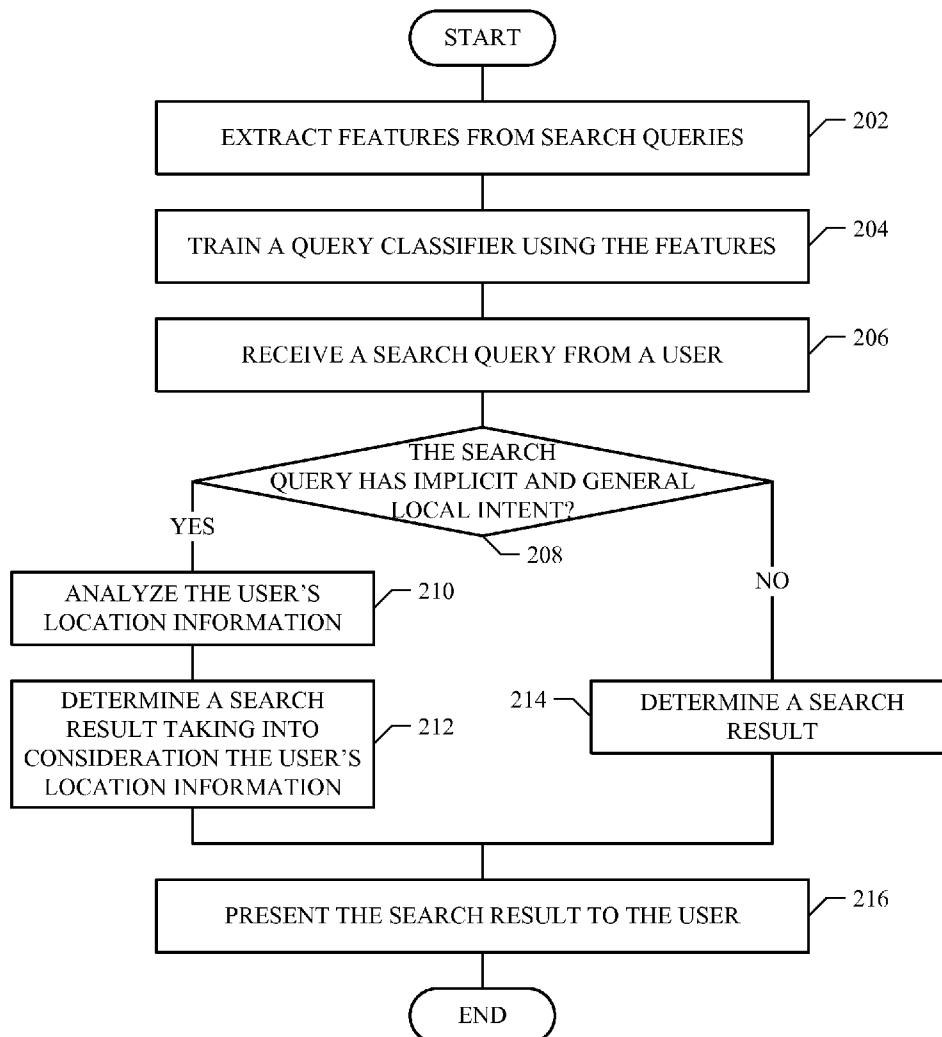 START
EXTRACT FEATURES FROM SEARCH QUERIES
202
TRAIN A QUERY CLASSIFIER USING THE FEATURES
204
RECEIVE A SEARCH QUERY FROM A USER
206
THE SEARCH
QUERY HAS IMPLICIT AND GENERAL
LOCAL INTENT?
208
YES
NO
ANALYZE THE USER'S
LOCATION INFORMATION
210
DETERMINE A SEARCH
RESULT TAKING INTO
CONSIDERATION THE USER'S
LOCATION INFORMATION
212
214
DETERMINE A SEARCH
RESULT
PRESENT THE SEARCH RESULT TO THE USER
216
END